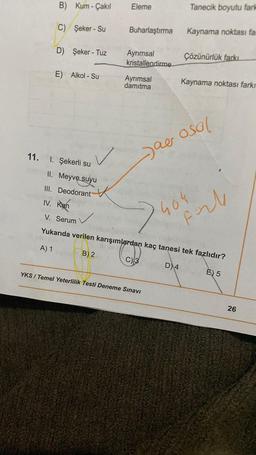 B) Kum - Çakıl Eleme Tanecik boyutu fark
C) Şeker - Su Buharlaştırma Kaynama noktası fa
D) Şeker - Tuz Ayrımsal kristallendirme Çözünürlük farkı
E) Alkol - Su Ayrımsal damıtma Kaynama noktası farkı
aerosol
11. I. Şekerli su
II. Meyve suyu
III. Deodorant
IV. Kan
V. Serum
Yukarıda verilen karışımlardan kaç tanesi tek fazlıdır?
A) 1 B) 2 C) 3 D) 4 E) 5
YKS / Temel Yeterlilik Testi Deneme Sınavı
26